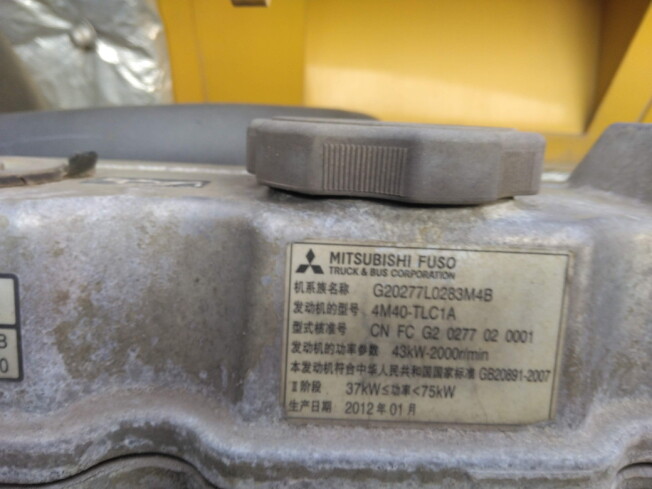 MITSUBISHI FUSO
TRUCK & BUS CORPORATION
机系族名称 G20277L0283M4B
发动机的型号 4M40-TLC1A
型式核准号 CN FC G2 0277 02 0001
发动机的功率参数 43kW-2000r/min
本发动机符合中华人民共和国国家标准 GB20891-2007
Ⅱ阶段 37kW≤功率<75kW
生产日期 2012年01月
B
0